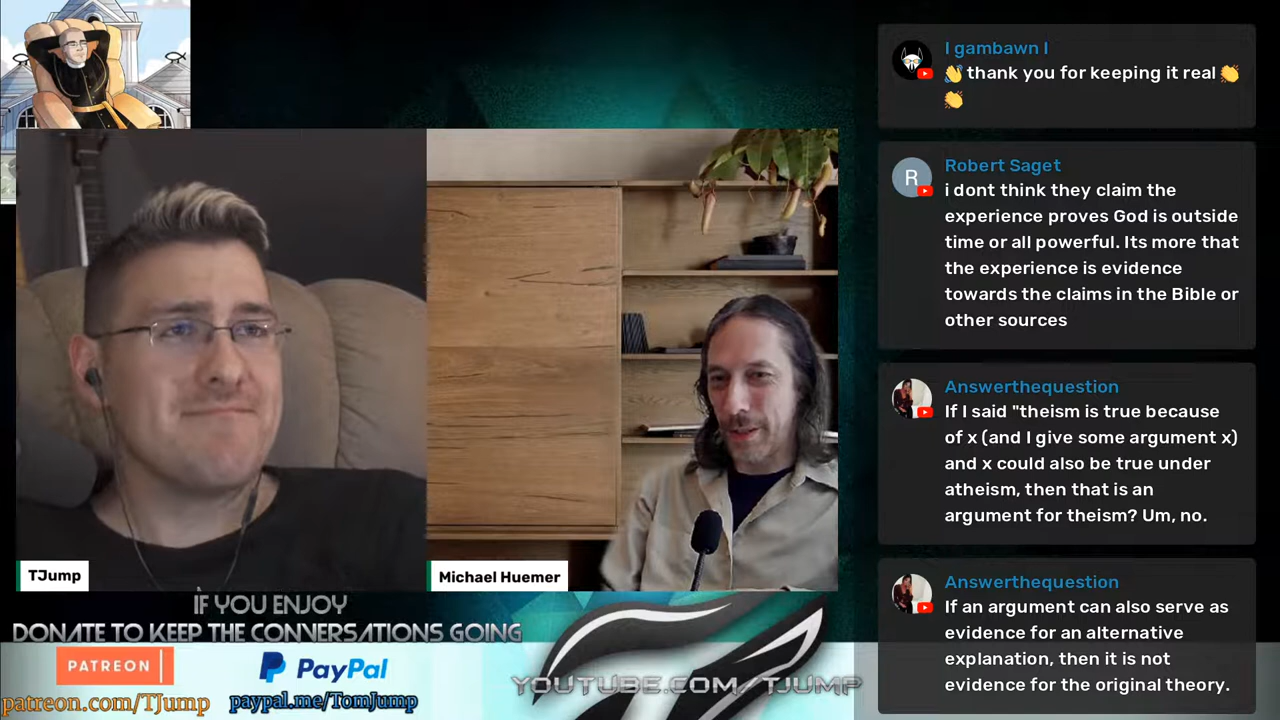 I gambawn I
👏 thank you for keeping it real 👏
👏
R
Robert Saget
i dont think they claim the
experience proves God is outside
time or all powerful. Its more that
the experience is evidence
towards the claims in the Bible or
other sources
Answerthequestion
If I said "theism is true because
of x (and I give some argument x)
and x could also be true under
atheism, then that is an
argument for theism? Um, no.
Answerthequestion
If an argument can also serve as
evidence for an alternative
explanation, then it is not
evidence for the original theory.
TJump
Michael Huemer
IF YOU ENJOY
DONATE TO KEEP THE CONVERSATIONS GOING
PATREON
PayPal
patreon.com/TJump
paypal.me/TomJump
YOUTUBE.COM/TJUMP